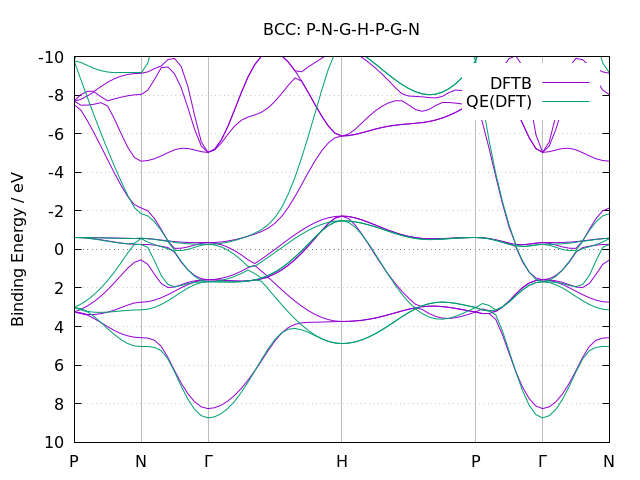 BCC: P-N-G-H-P-G-N
-10
-8
-6
-4
-2
0
2
4
6
8
10
Binding Energy / eV
DFTB
QE(DFT)
P N Γ H P Γ N